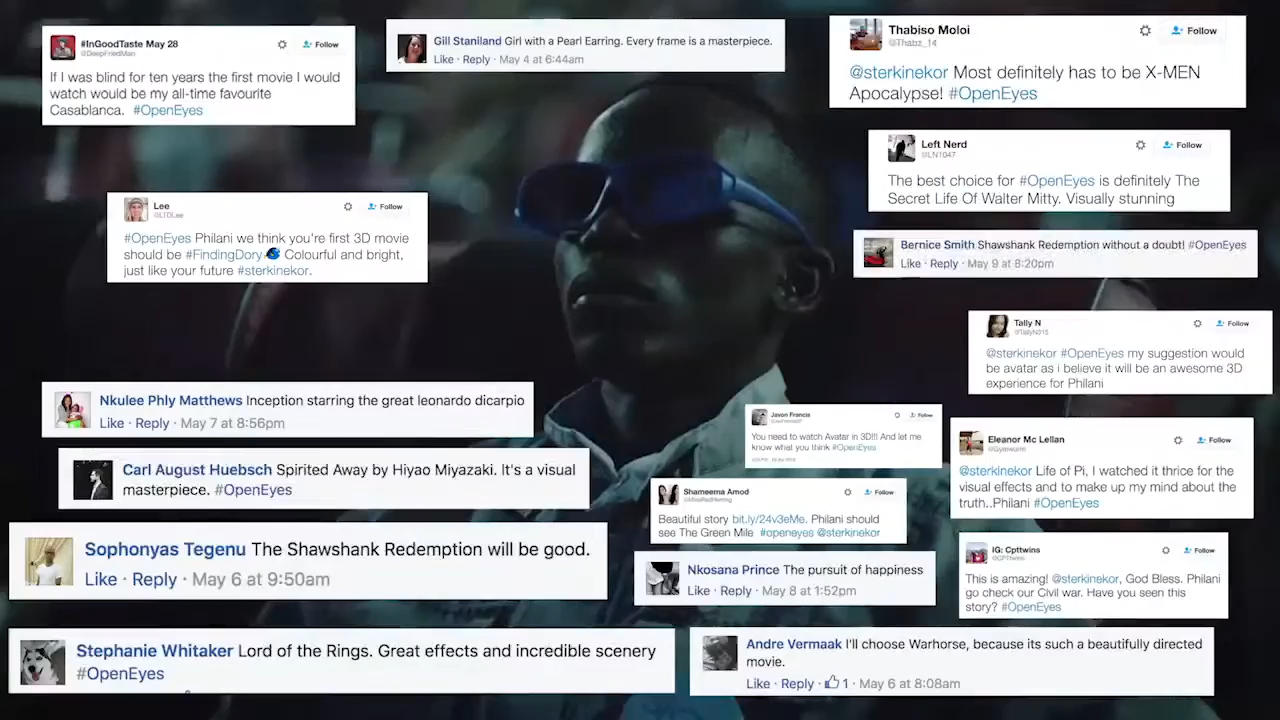 #InGoodTaste May 28
@DeepFriedMan
Follow
If I was blind for ten years the first movie I would
watch would be my all-time favourite
Casablanca. #OpenEyes
Gill Staniland Girl with a Pearl Earring. Every frame is a masterpiece.
Like · Reply · May 4 at 6:44am
Thabiso Moloi
@Thabz_14
Follow
@sterkinekor Most definitely has to be X-MEN
Apocalypse! #OpenEyes
Left Nerd
@LN1047
Follow
The best choice for #OpenEyes is definitely The
Secret Life Of Walter Mitty. Visually stunning
Lee
@LTDLee
Follow
#OpenEyes Philani we think you're first 3D movie
should be #FindingDory Colourful and bright,
just like your future #sterkinekor.
Bernice Smith Shawshank Redemption without a doubt! #OpenEyes
Like · Reply · May 9 at 8:20pm
Tally N
@TallyN315
Follow
@sterkinekor #OpenEyes my suggestion would
be avatar as i believe it will be an awesome 3D
experience for Philani
Nkulee Phly Matthews Inception starring the great leonardo dicarpio
Like · Reply · May 7 at 8:56pm
Javon Francis
Follow
You need to watch Avatar in 3D!!! And let me
know what you think #OpenEyes
Eleanor Mc Lellan
@Gymwurm
Follow
@sterkinekor Life of Pi, I watched it thrice for the
visual effects and to make up my mind about the
truth..Philani #OpenEyes
Carl August Huebsch Spirited Away by Hiyao Miyazaki. It's a visual
masterpiece. #OpenEyes
Shameema Amod
@MissRedHerring
Follow
Beautiful story bit.ly/24v3eMe. Philani should
see The Green Mile #openeyes @sterkinekor
Sophonyas Tegenu The Shawshank Redemption will be good.
Like · Reply · May 6 at 9:50am
Nkosana Prince The pursuit of happiness
Like · Reply · May 8 at 1:52pm
IG: Cpttwins
@CPTtwins
Follow
This is amazing! @sterkinekor, God Bless. Philani
go check our Civil war. Have you seen this
story? #OpenEyes
Stephanie Whitaker Lord of the Rings. Great effects and incredible scenery
#OpenEyes
Andre Vermaak I'll choose Warhorse, because its such a beautifully directed
movie.
Like · Reply · 1 · May 6 at 8:08am